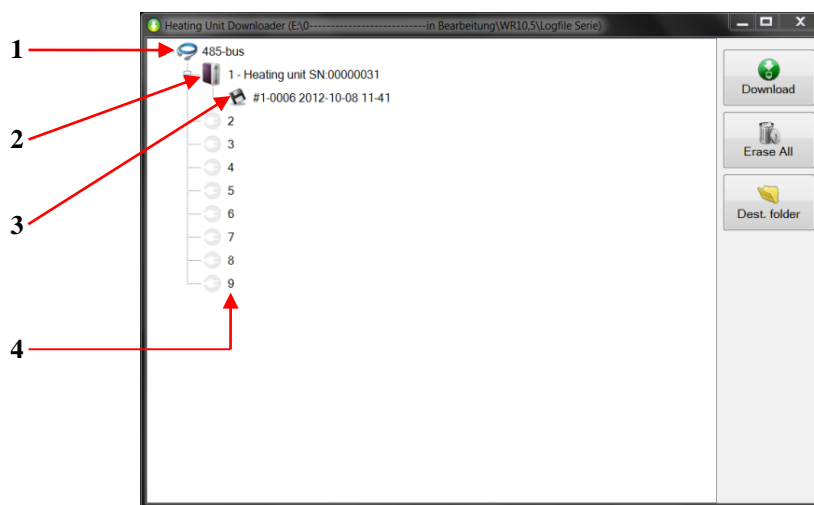 Heating Unit Downloader (E:\0----------------------------in Bearbeitung\WR10,5\Logfile Serie)
1
485-bus
1 - Heating unit SN:00000031
Download
#1-0006 2012-10-08 11-41
2
2
3
Erase All
4
5
3
6
Dest. folder
7
8
9
4